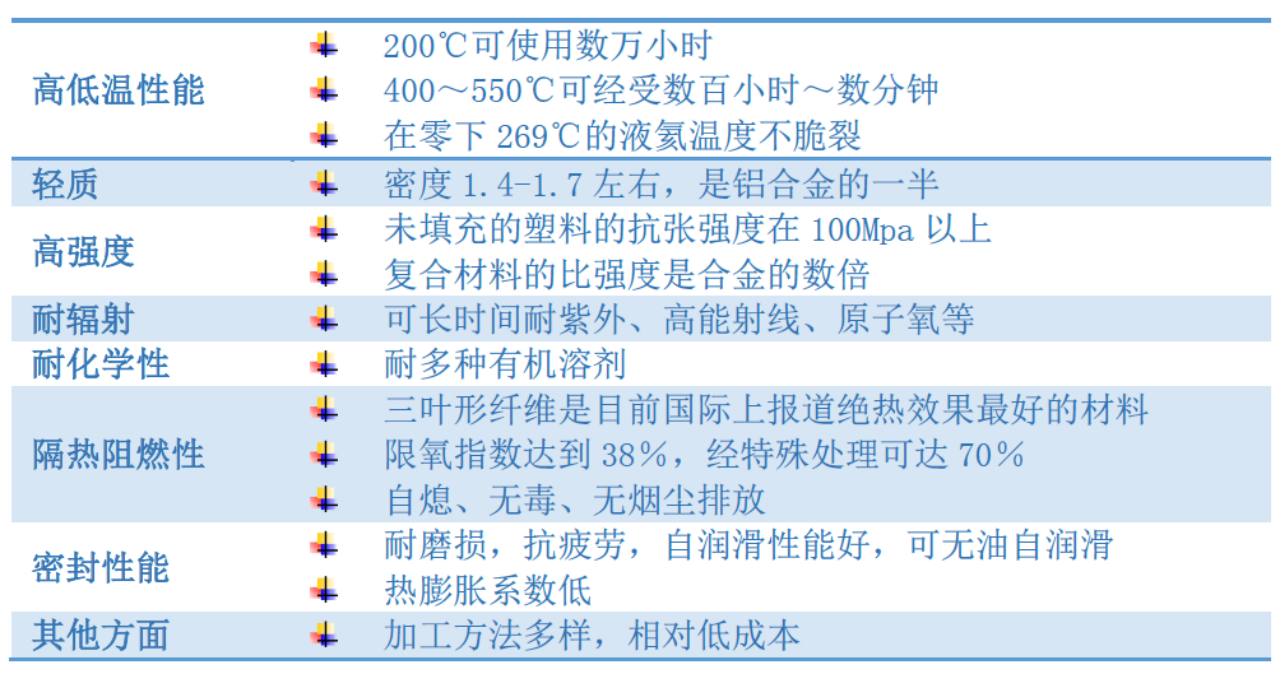 高低温性能
200℃可使用数万小时
400～550℃可经受数百小时～数分钟
在零下 269℃的液氦温度不脆裂
轻质
密度 1.4-1.7 左右，是铝合金的一半
高强度
未填充的塑料的抗张强度在 100Mpa 以上
复合材料的比强度是合金的数倍
耐辐射
可长时间耐紫外、高能射线、原子氧等
耐化学性
耐多种有机溶剂
隔热阻燃性
三叶形纤维是目前国际上报道绝热效果最好的材料
限氧指数达到 38％，经特殊处理可达 70％
自熄、无毒、无烟尘排放
密封性能
耐磨损，抗疲劳，自润滑性能好，可无油自润滑
热膨胀系数低
其他方面
加工方法多样，相对低成本